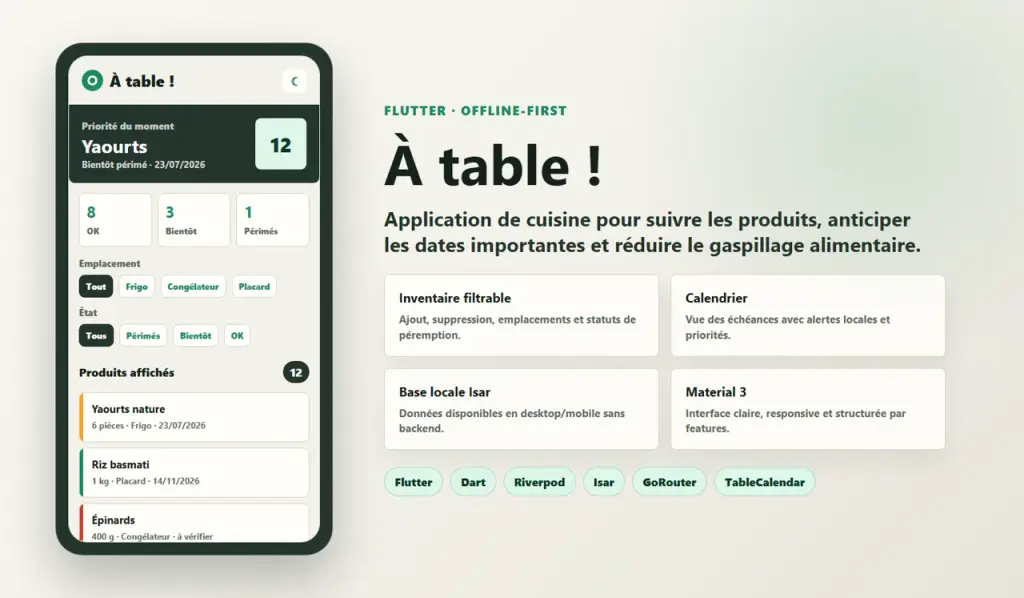 À table !
Priorité du moment
Yaourts
Bientôt périmé · 23/07/2026
12
8
OK
3
Bientôt
1
Périmés
Emplacement
Tout
Frigo
Congélateur
Placard
État
Tous
Périmés
Bientôt
OK
Produits affichés
12
Yaourts nature
6 pièces · Frigo · 23/07/2026
Riz basmati
1 kg · Placard · 14/11/2026
Épinards
400 g · Congélateur · à vérifier
FLUTTER · OFFLINE-FIRST
À table !
Application de cuisine pour suivre les produits, anticiper
les dates importantes et réduire le gaspillage alimentaire.
Inventaire filtrable
Ajout, suppression, emplacements et statuts de
péremption.
Calendrier
Vue des échéances avec alertes locales et
priorités.
Base locale Isar
Données disponibles en desktop/mobile sans
backend.
Material 3
Interface claire, responsive et structurée par
features.
Flutter
Dart
Riverpod
Isar
GoRouter
TableCalendar